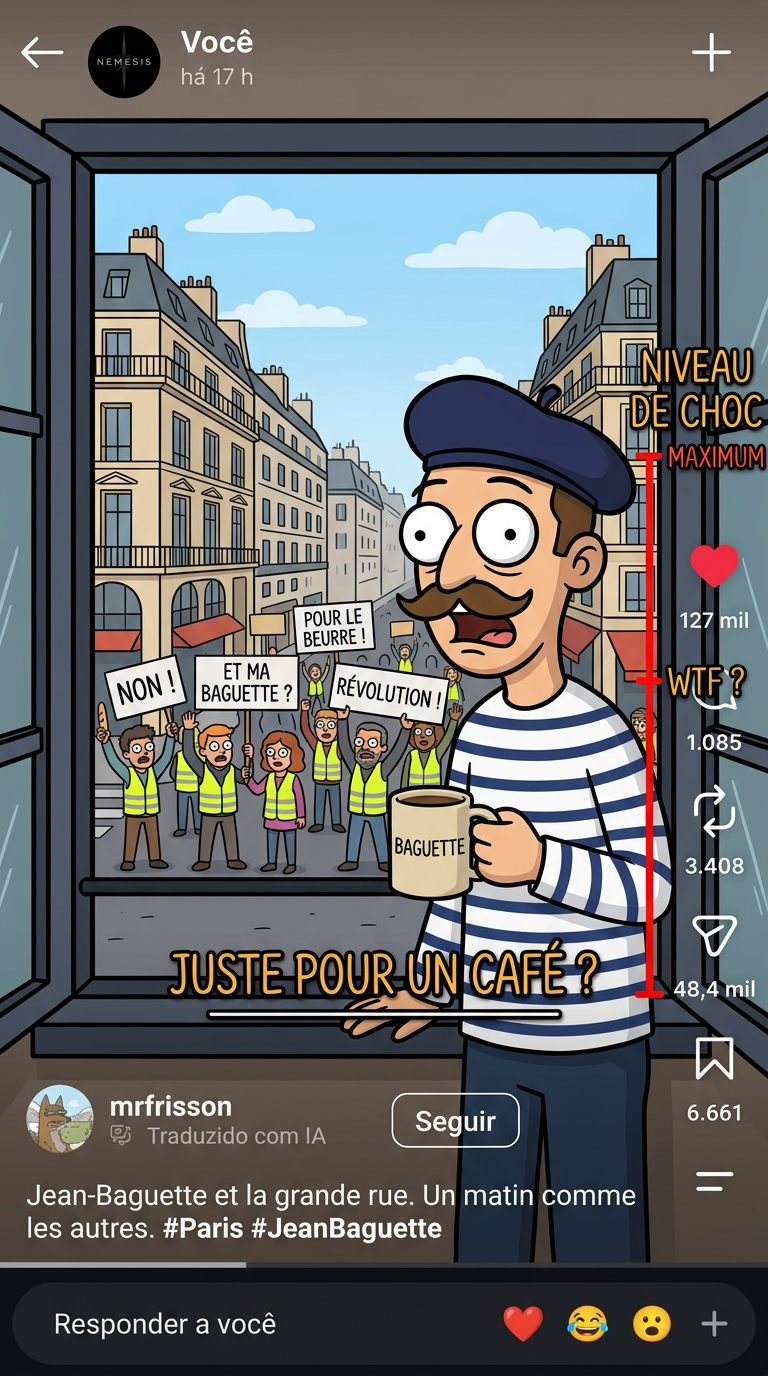 Você
NEMESIS
há 17 h
NIVEAU
DE CHOC
MAXIMUM
127 mil
POUR LE
BEURRE !
NON !
ET MA
BAGUETTE ?
RÉVOLUTION !
WTF ?
1.085
BAGUETTE
3.408
JUSTE POUR UN CAFÉ ?
48,4 mil
mrfrisson
Traduzido com IA
Seguir
6.661
Jean-Baguette et la grande rue. Un matin comme
les autres. #Paris #JeanBaguette
Responder a você